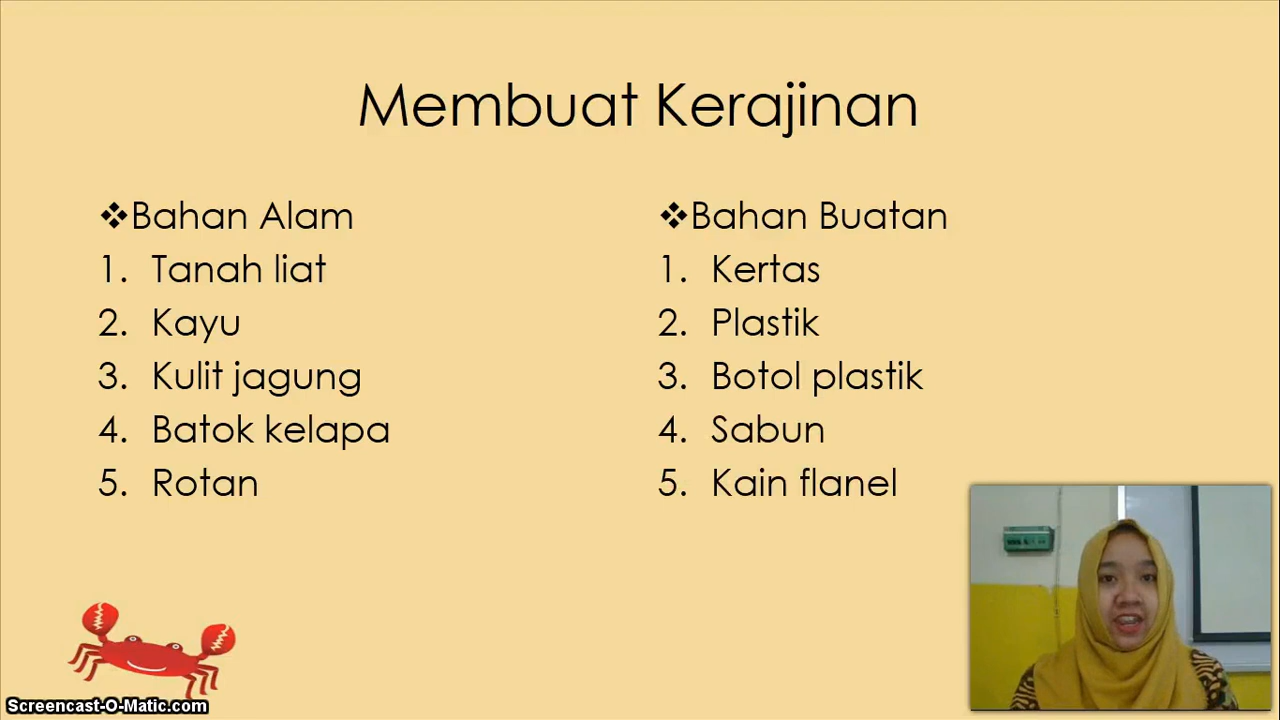 Membuat Kerajinan
❖Bahan Alam
1. Tanah liat
2. Kayu
3. Kulit jagung
4. Batok kelapa
5. Rotan
❖Bahan Buatan
1. Kertas
2. Plastik
3. Botol plastik
4. Sabun
5. Kain flanel
Screencast-O-Matic.com